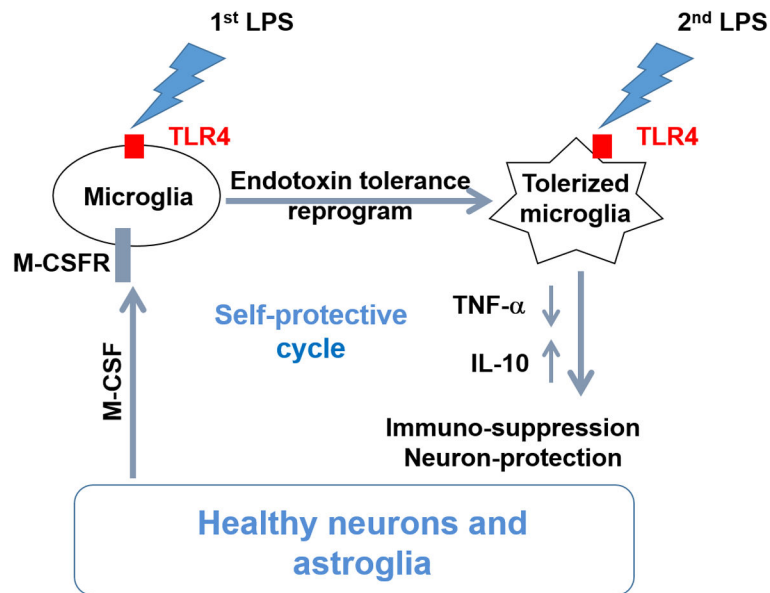 1st LPS
2nd LPS
TLR4
TLR4
Microglia
Endotoxin tolerance
reprogram
Tolerized
microglia
M-CSFR
M-CSF
Self-protective
cycle
TNF-α
IL-10
Immuno-suppression
Neuron-protection
Healthy neurons and
astroglia